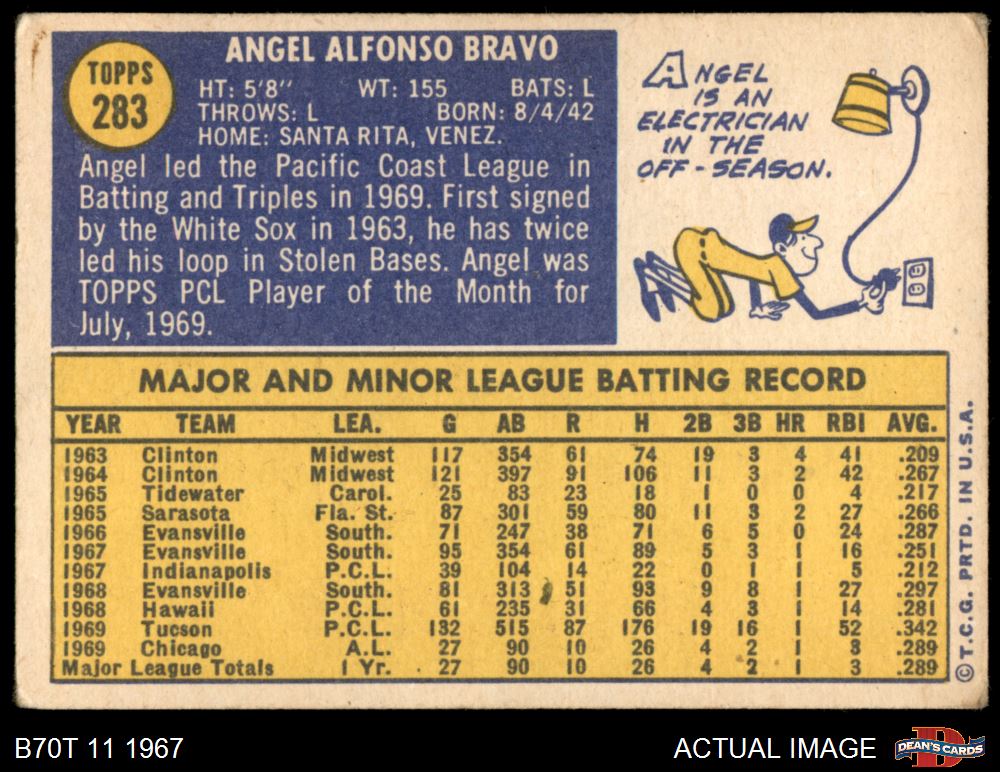 TOPPS
283
ANGEL ALFONSO BRAVO
HT: 5'8" WT: 155 BATS: L
THROWS: L BORN: 8/4/42
HOME: SANTA RITA, VENEZ.
Angel led the Pacific Coast League in
Batting and Triples in 1969. First signed
by the White Sox in 1963, he has twice
led his loop in Stolen Bases. Angel was
TOPPS PCL Player of the Month for
July, 1969.
ANGEL
IS AN
ELECTRICIAN
IN THE
OFF-SEASON.
MAJOR AND MINOR LEAGUE BATTING RECORD
YEAR TEAM LEA. G AB R H 2B 3B HR RBI AVG.
1963 Clinton Midwest 117 354 61 74 19 3 4 41 .209
1964 Clinton Midwest 121 397 91 106 11 3 2 42 .267
1965 Tidewater Carol. 25 83 23 18 1 0 0 4 .217
1965 Sarasota Fla. St. 87 301 59 80 11 3 2 27 .266
1966 Evansville South. 71 247 38 71 6 5 0 24 .287
1967 Evansville South. 95 354 61 89 5 3 1 16 .251
1967 Indianapolis P.C.L. 39 104 14 22 0 1 1 5 .212
1968 Evansville South. 81 313 51 93 9 8 1 27 .297
1968 Hawaii P.C.L. 61 235 31 66 4 3 1 14 .281
1969 Tucson P.C.L. 132 515 87 176 19 16 1 52 .342
1969 Chicago A.L. 27 90 10 26 4 2 1 3 .289
Major League Totals 1 Yr. 27 90 10 26 4 2 1 3 .289
©T.C.G. PRTD. IN U.S.A.
B70T 11 1967
ACTUAL IMAGE
D
DEAN'S CARDS